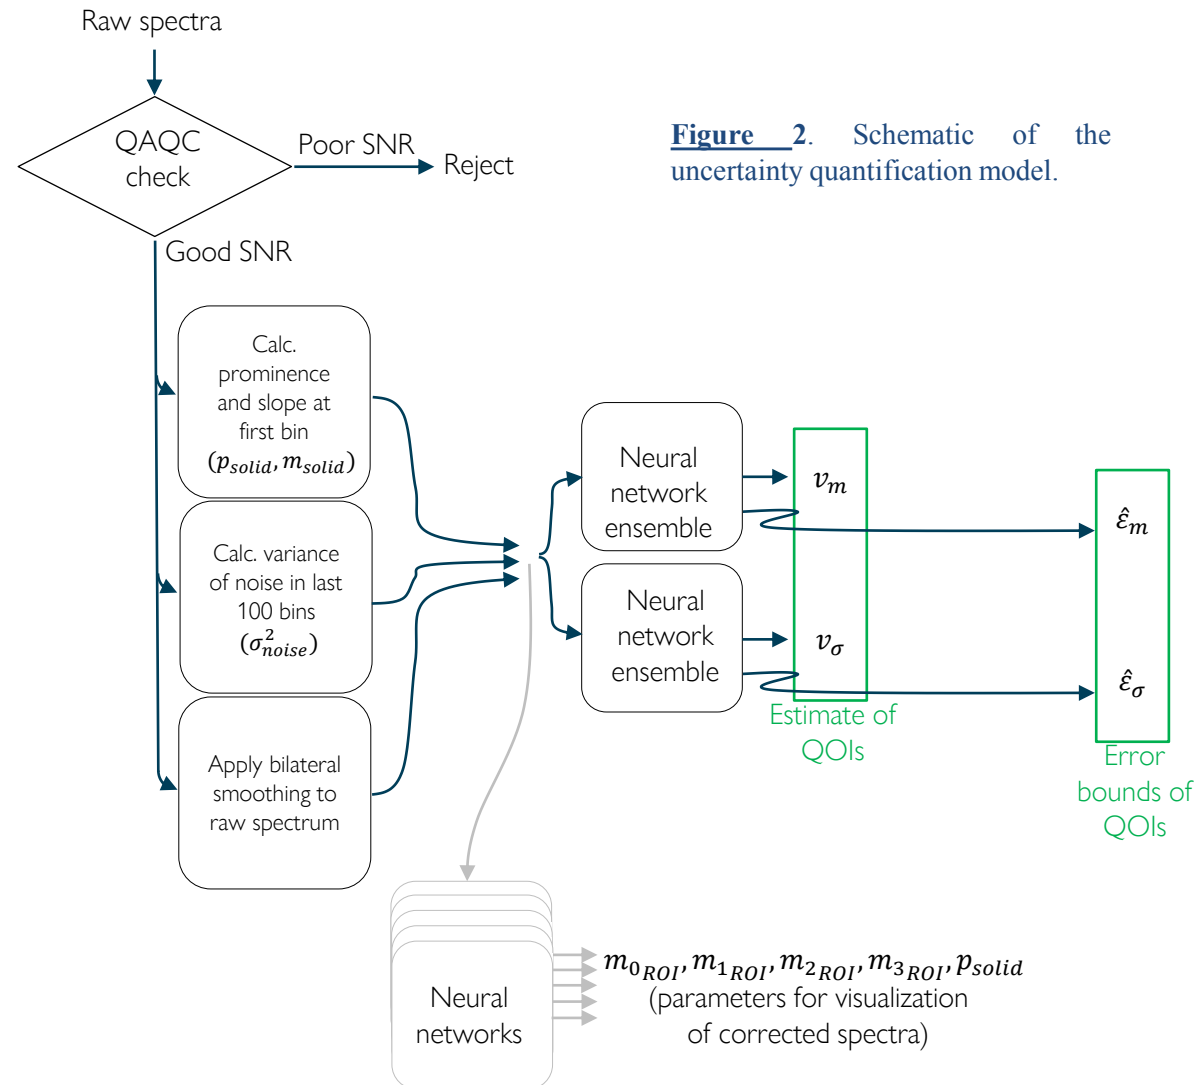 Raw spectra
QAQC
check
Poor SNR
Reject
Good SNR
Figure 2. Schematic of the
uncertainty quantification model.
Calc.
prominence
and slope at
first bin
(p_solid, m_solid)
Calc. variance
of noise in last
100 bins
(σ²_noise)
Apply bilateral
smoothing to
raw spectrum
Neural
network
ensemble
Neural
network
ensemble
v_m
v_σ
Estimate of
QOIs
ε̂_m
ε̂_σ
Error
bounds of
QOIs
Neural
networks
m_0ROI, m_1ROI, m_2ROI, m_3ROI, p_solid
(parameters for visualization
of corrected spectra)